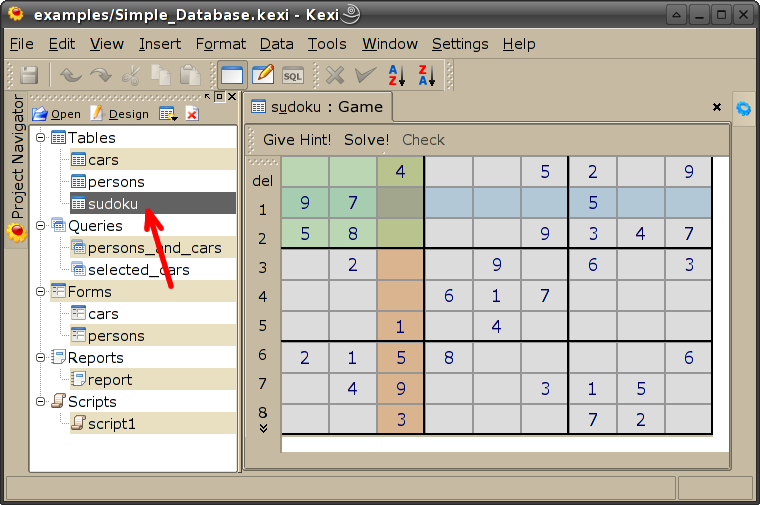 examples/Simple_Database.kexi - Kexi
File Edit View Insert Format Data Tools Window Settings Help
SQL A Z Z A
Project Navigator
Open Design
Tables
cars
persons
sudoku
Queries
persons_and_cars
selected_cars
Forms
cars
persons
Reports
report
Scripts
script1
sudoku : Game
Give Hint! Solve! Check
del 4 5 2 9
1 9 7 5
2 5 8 9 3 4 7
3 2 9 6 3
4 6 1 7
5 1 4
6 2 1 5 8 6
7 4 9 3 1 5
8 3 7 2